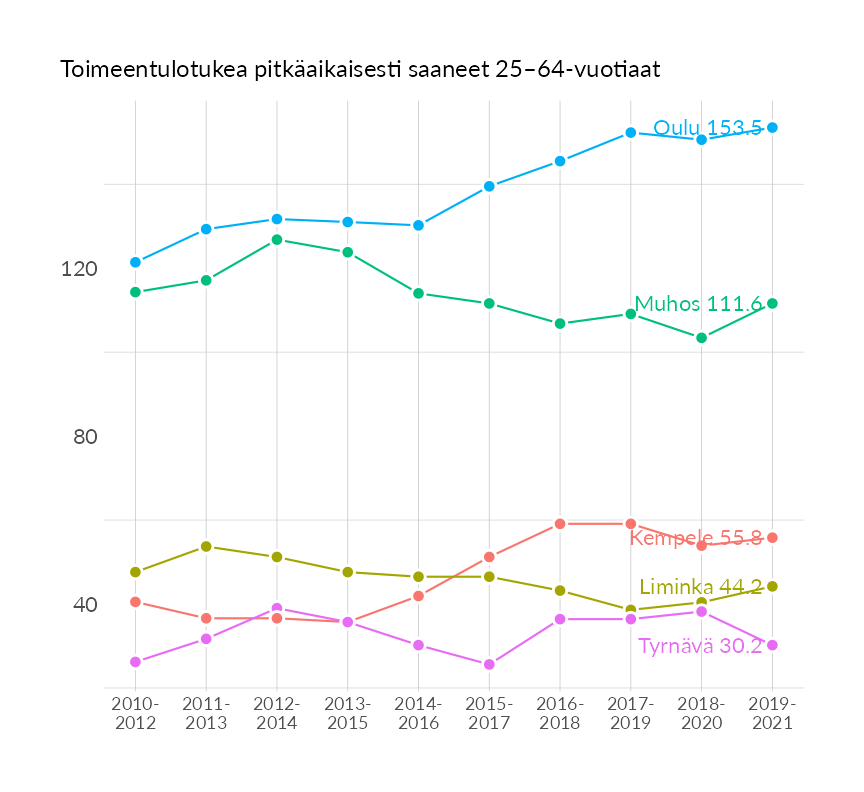 Toimeentulotukea pitkäaikaisesti saaneet 25–64-vuotiaat
Oulu 153.5
120
Muhos 111.6
80
Kempele 55.8
Liminka 44.2
40
Tyrnävä 30.2
2010- 2011- 2012- 2013- 2014- 2015- 2016- 2017- 2018- 2019-
2012 2013 2014 2015 2016 2017 2018 2019 2020 2021